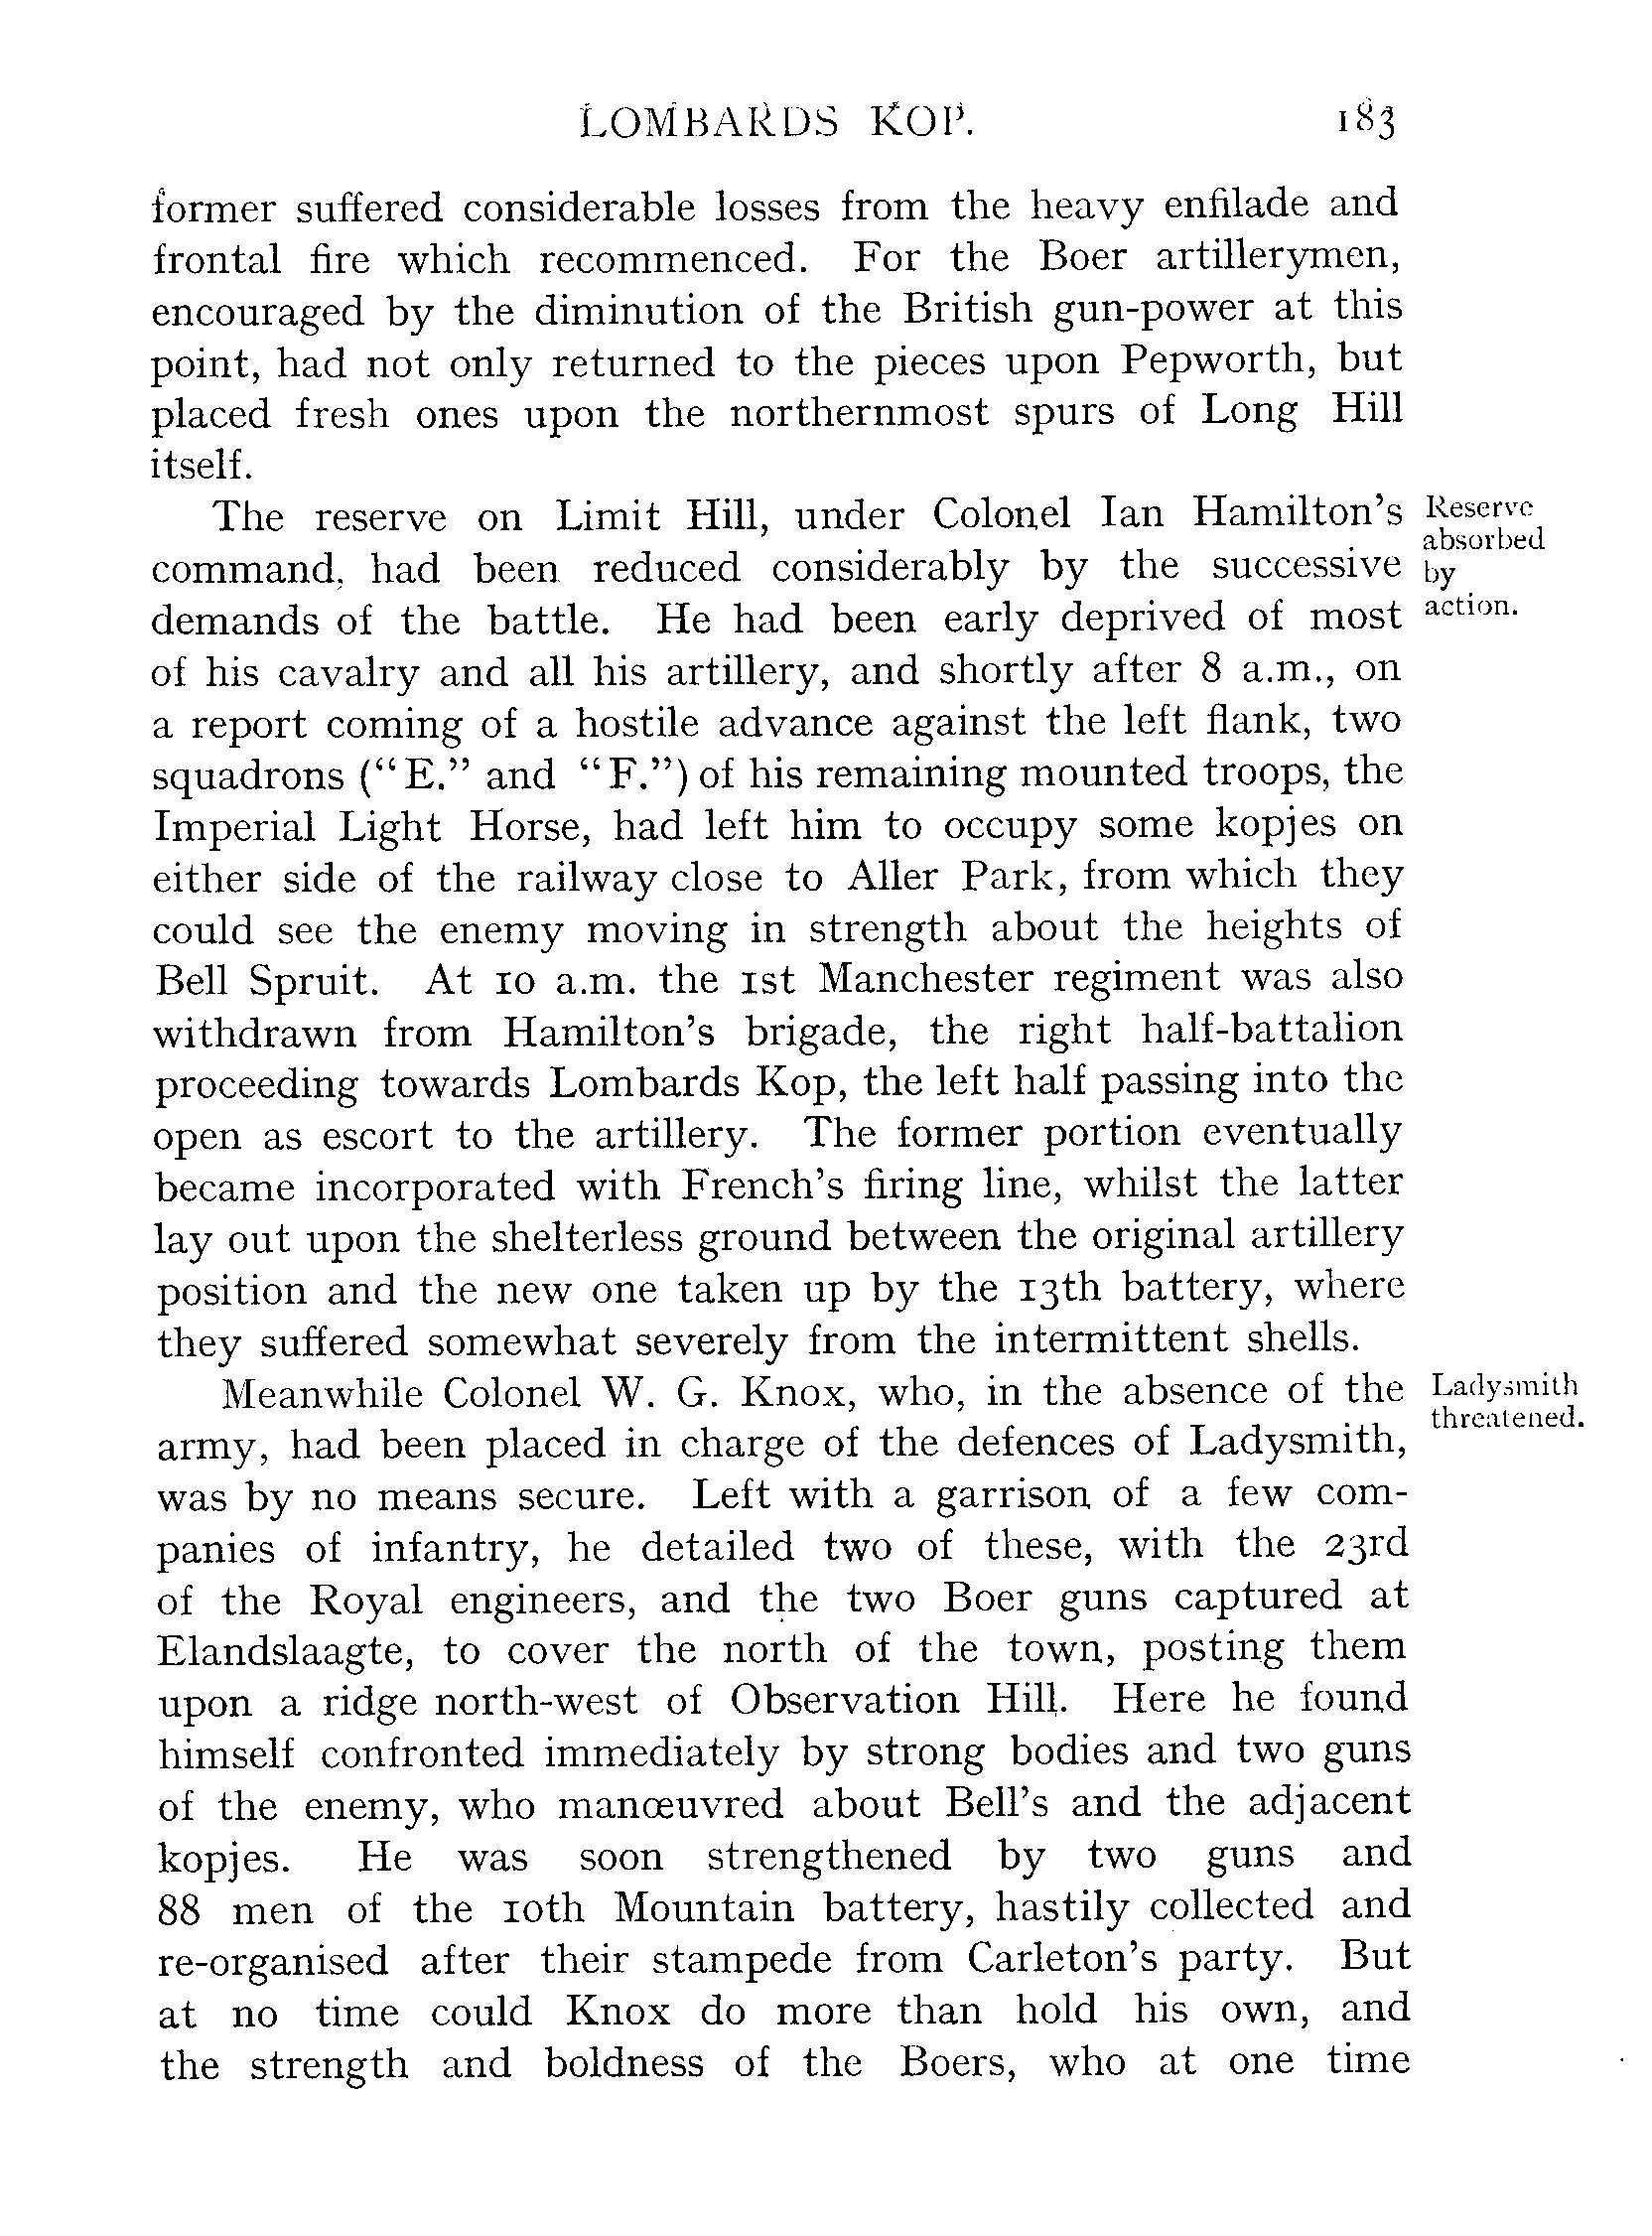 LOMBARDS KOP. 183
former suffered considerable losses from the heavy enfilade and
frontal fire which recommenced. For the Boer artillerymen,
encouraged by the diminution of the British gun-power at this
point, had not only returned to the pieces upon Pepworth, but
placed fresh ones upon the northernmost spurs of Long Hill
itself.
The reserve on Limit Hill, under Colonel Ian Hamilton's
Reserve
absorbed
by
action.
command, had been reduced considerably by the successive
demands of the battle. He had been early deprived of most
of his cavalry and all his artillery, and shortly after 8 a.m., on
a report coming of a hostile advance against the left flank, two
squadrons (“E.” and “F.”) of his remaining mounted troops, the
Imperial Light Horse, had left him to occupy some kopjes on
either side of the railway close to Aller Park, from which they
could see the enemy moving in strength about the heights of
Bell Spruit. At 10 a.m. the 1st Manchester regiment was also
withdrawn from Hamilton's brigade, the right half-battalion
proceeding towards Lombards Kop, the left half passing into the
open as escort to the artillery. The former portion eventually
became incorporated with French's firing line, whilst the latter
lay out upon the shelterless ground between the original artillery
position and the new one taken up by the 13th battery, where
they suffered somewhat severely from the intermittent shells.
Meanwhile Colonel W. G. Knox, who, in the absence of the
Ladysmith
threatened.
army, had been placed in charge of the defences of Ladysmith,
was by no means secure. Left with a garrison of a few com-
panies of infantry, he detailed two of these, with the 23rd
of the Royal engineers, and the two Boer guns captured at
Elandslaagte, to cover the north of the town, posting them
upon a ridge north-west of Observation Hill. Here he found
himself confronted immediately by strong bodies and two guns
of the enemy, who manœuvred about Bell's and the adjacent
kopjes. He was soon strengthened by two guns and
88 men of the 10th Mountain battery, hastily collected and
re-organised after their stampede from Carleton's party. But
at no time could Knox do more than hold his own, and
the strength and boldness of the Boers, who at one time